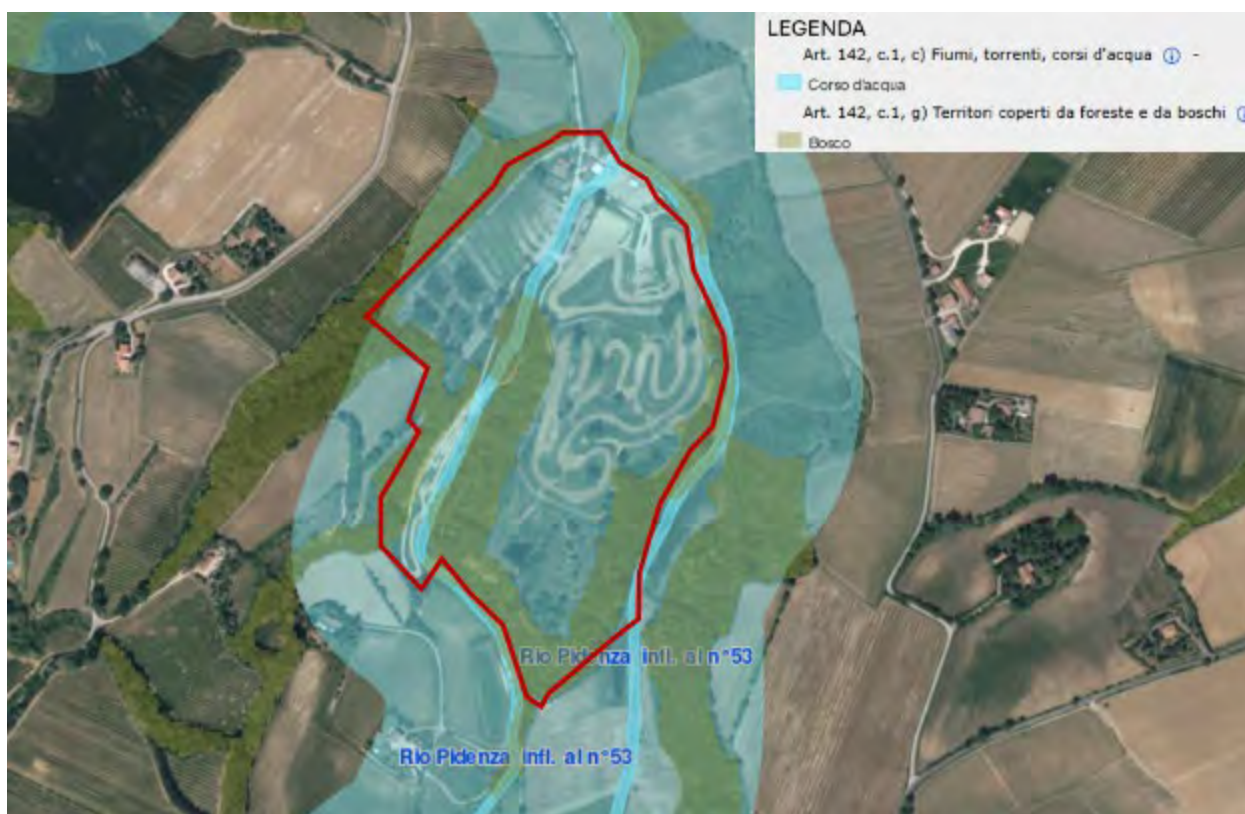 LEGENDA
Art. 142, c.1, c) Fiumi, torrenti, corsi d'acqua ⓘ -
Corso d'acqua
Art. 142, c.1, g) Territori coperti da foreste e da boschi ⓘ
Bosco
Rio Pidenza infl. al n°53
Rio Pidenza infl. al n°53